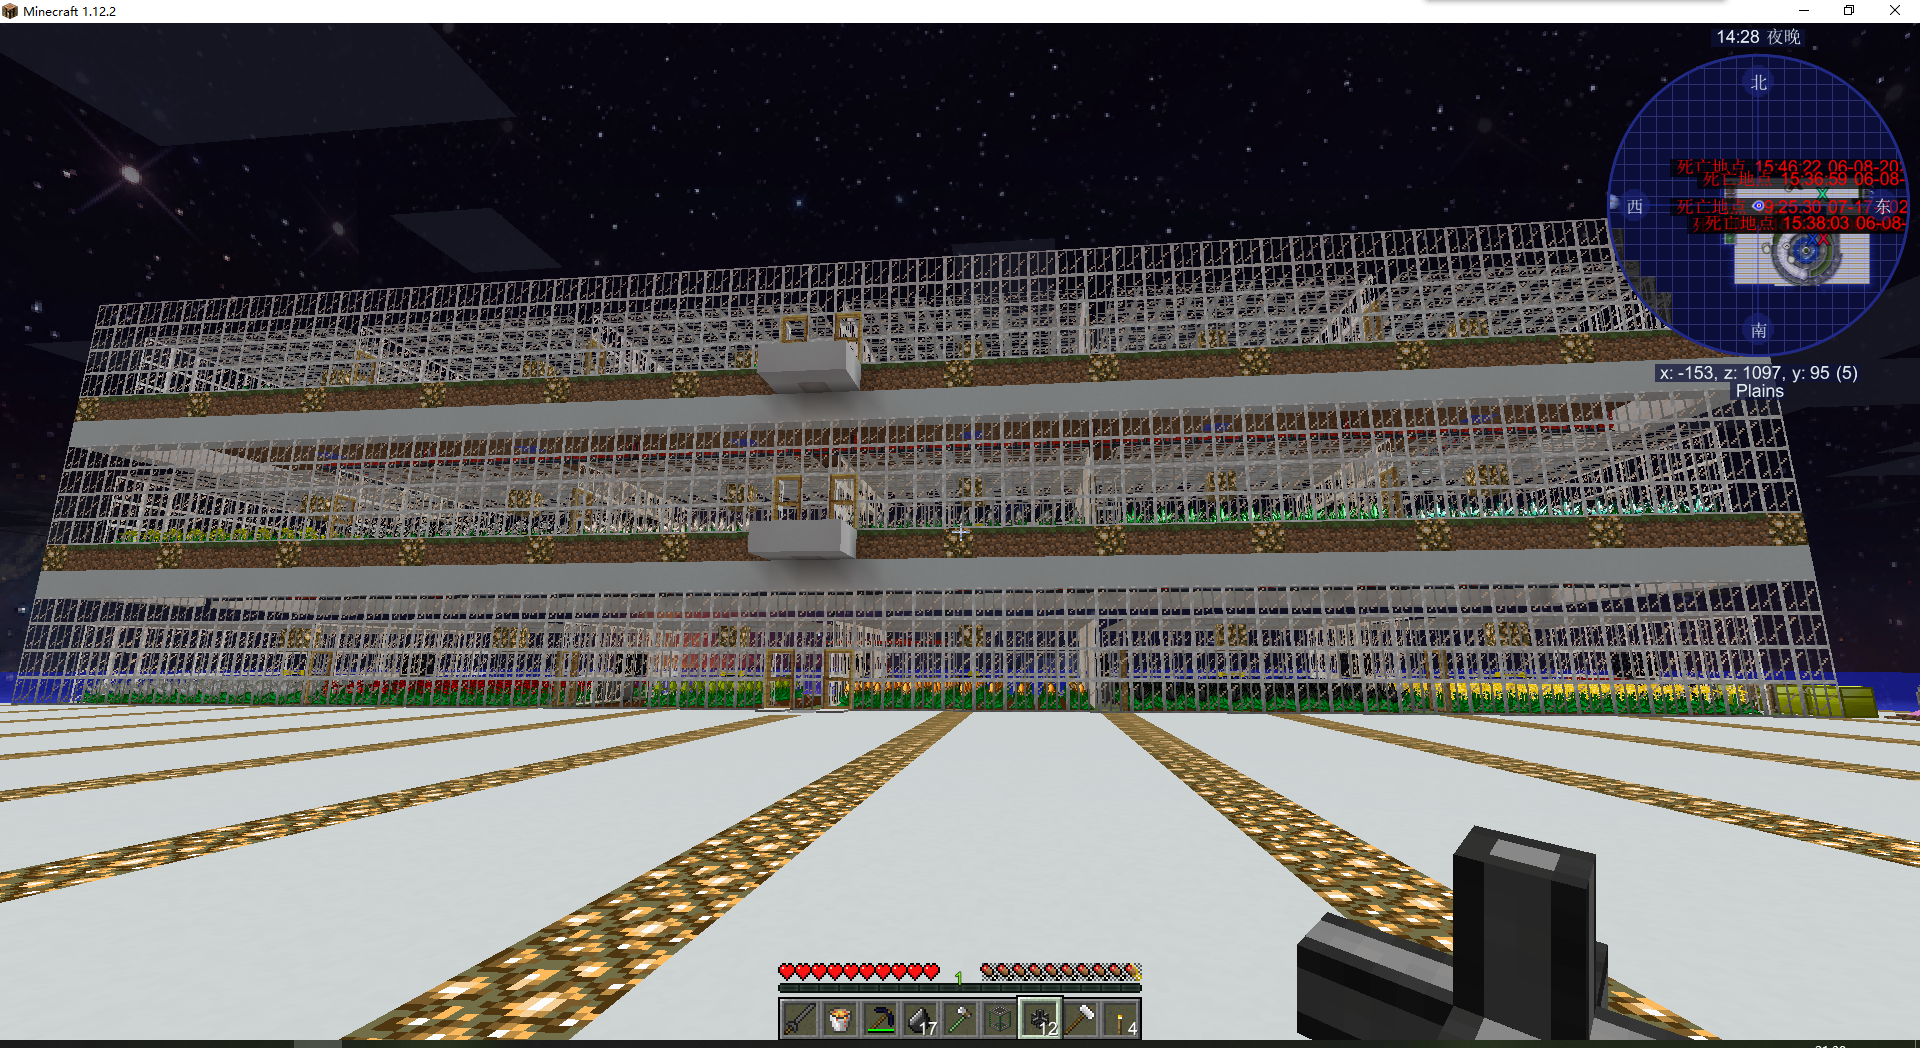 Minecraft 1.12.2
14:28 夜晚
北
死亡地点 15:46:22 06-08-20
死亡地点 15:36:59 06-08-
西
死亡地点 9:25:30 07-17
东
死亡地点 15:38:03 06-08-
南
x: -153, z: 1097, y: 95 (5)
Plains
1
17
12
4